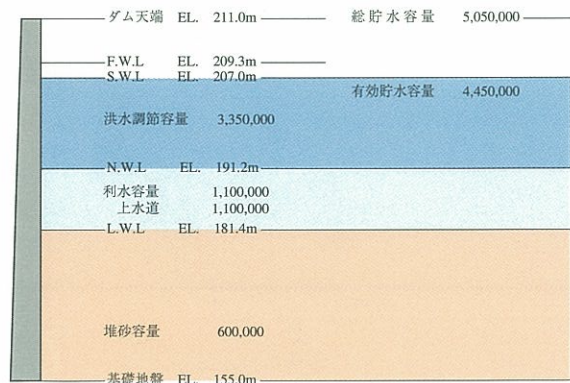 ダム天端 EL. 211.0m 総貯水容量 5,050,000
F.W.L EL. 209.3m
S.W.L EL. 207.0m
有効貯水容量 4,450,000
洪水調節容量 3,350,000
N.W.L EL. 191.2m
利水容量 1,100,000
上水道 1,100,000
L.W.L EL. 181.4m
堆砂容量 600,000
基礎地盤 EL. 155.0m